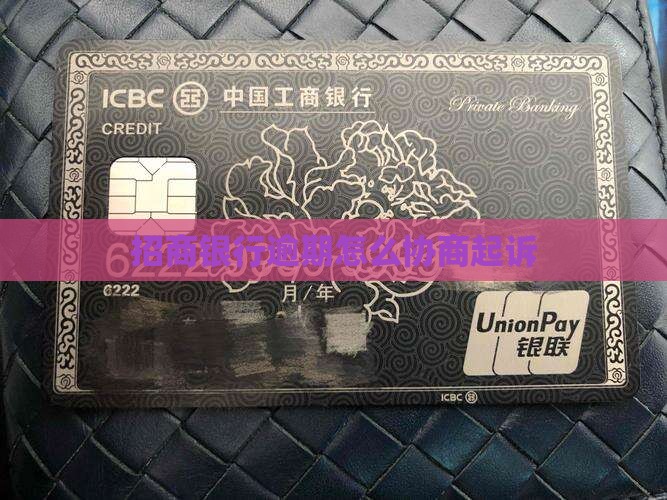 ICBC 中国工商银行 Private Banking
CREDIT
招商银行逾期怎么协商起诉
6222
月/年
UnionPay
银联
ICBC